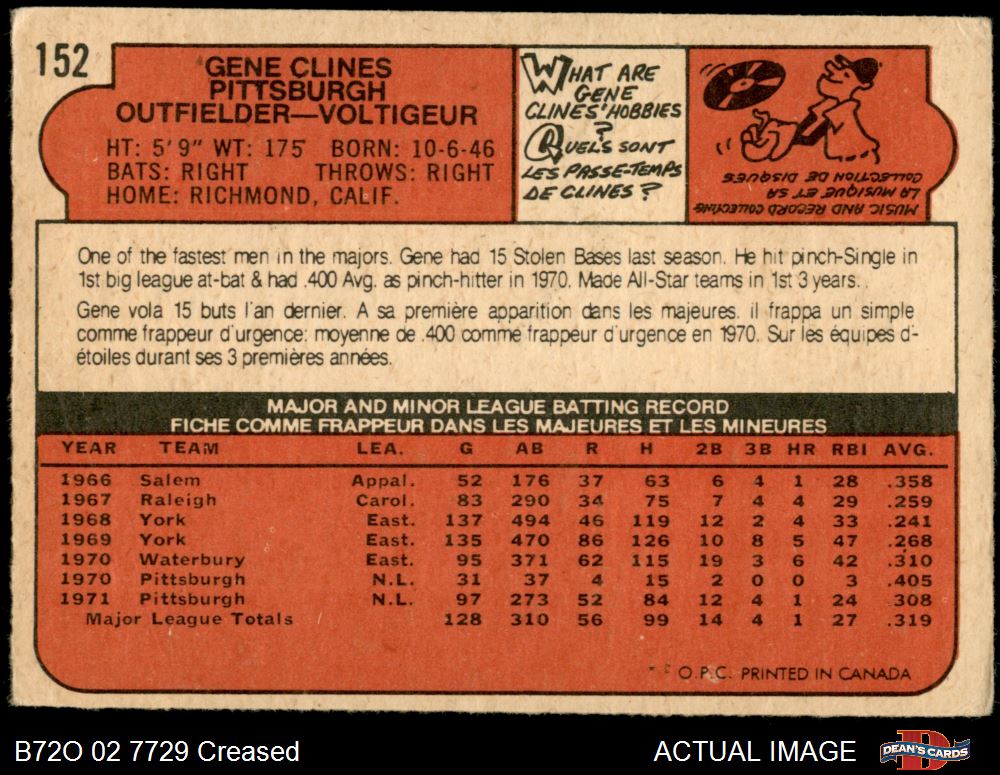 152
GENE CLINES
PITTSBURGH
OUTFIELDER—VOLTIGEUR
HT: 5'9" WT: 175 BORN: 10-6-46
BATS: RIGHT THROWS: RIGHT
HOME: RICHMOND, CALIF.
WHAT ARE
GENE
CLINES' HOBBIES
?
QUELS SONT
LES PASSE-TEMPS
DE CLINES ?
MUSIC AND RECORD COLLECTING
LA MUSIQUE ET SA
COLLECTION DE DISQUES
One of the fastest men in the majors. Gene had 15 Stolen Bases last season. He hit pinch-Single in
1st big league at-bat & had .400 Avg. as pinch-hitter in 1970. Made All-Star teams in 1st 3 years.
Gene vola 15 buts l'an dernier. A sa première apparition dans les majeures. il frappa un simple
comme frappeur d'urgence: moyenne de .400 comme frappeur d'urgence en 1970. Sur les équipes d-
étoiles durant ses 3 premières années.
MAJOR AND MINOR LEAGUE BATTING RECORD
FICHE COMME FRAPPEUR DANS LES MAJEURES ET LES MINEURES
YEAR TEAM LEA. G AB R H 2B 3B HR RBI AVG.
1966 Salem Appal. 52 176 37 63 6 4 1 28 .358
1967 Raleigh Carol. 83 290 34 75 7 4 4 29 .259
1968 York East. 137 494 46 119 12 2 4 33 .241
1969 York East. 135 470 86 126 10 8 5 47 .268
1970 Waterbury East. 95 371 62 115 19 3 6 42 .310
1970 Pittsburgh N.L. 31 37 4 15 2 0 0 3 .405
1971 Pittsburgh N.L. 97 273 52 84 12 4 1 24 .308
Major League Totals 128 310 56 99 14 4 1 27 .319
O.P.C. PRINTED IN CANADA
B72O 02 7729 Creased
ACTUAL IMAGE
DEAN'S CARDS